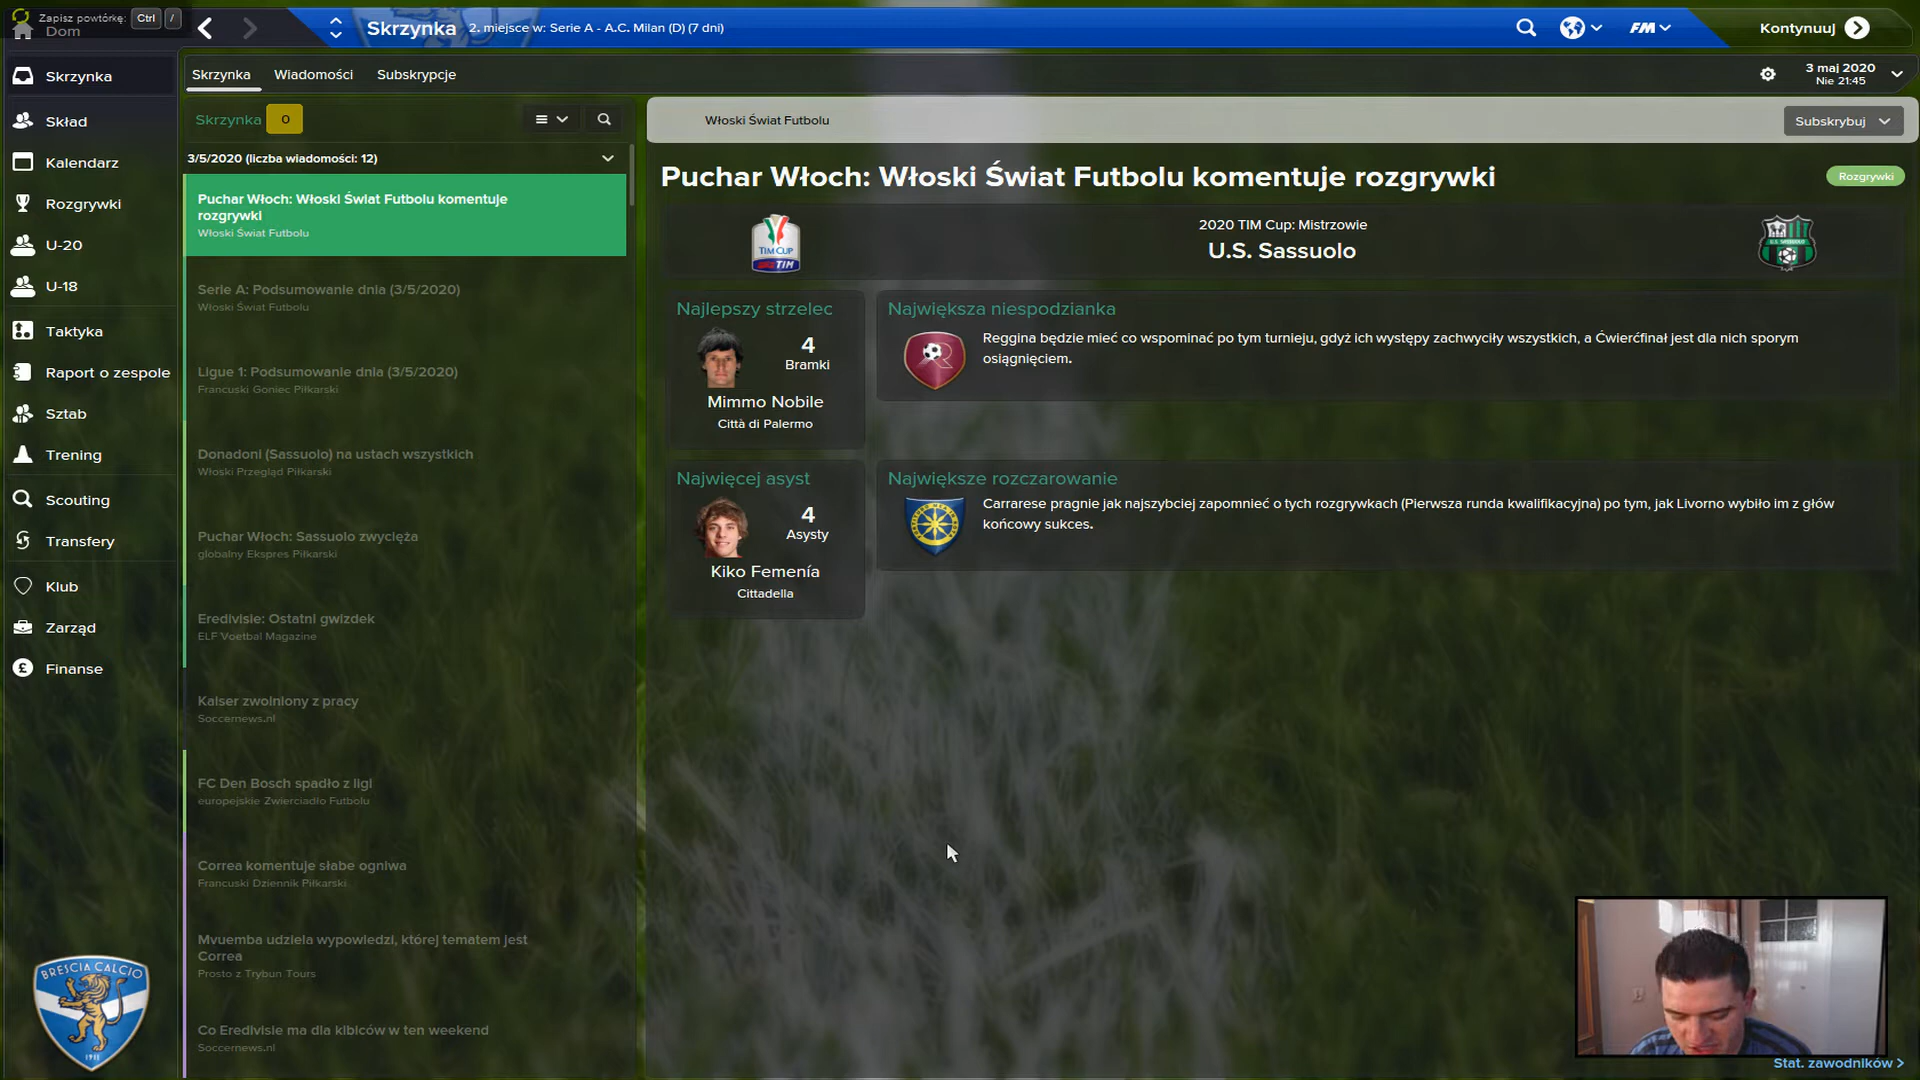 Zapisz powtórkę: Ctrl /
Dom
Skrzynka
2. miejsce w: Serie A - A.C. Milan (D) (7 dni)
FM
Kontynuuj
Skrzynka
Skład
Kalendarz
Rozgrywki
U-20
U-18
Taktyka
Raport o zespole
Sztab
Trening
Scouting
Transfery
Klub
Zarząd
Finanse
BRESCIA CALCIO
1911
Skrzynka Wiadomości Subskrypcje
3 maj 2020
Nie 21:45
Skrzynka 0
3/5/2020 (liczba wiadomości: 12)
Puchar Włoch: Włoski Świat Futbolu komentuje
rozgrywki
Włoski Świat Futbolu
Serie A: Podsumowanie dnia (3/5/2020)
Włoski Świat Futbolu
Ligue 1: Podsumowanie dnia (3/5/2020)
Francuski Goniec Piłkarski
Donadoni (Sassuolo) na ustach wszystkich
Włoski Przegląd Piłkarski
Puchar Włoch: Sassuolo zwycięża
globalny Ekspres Piłkarski
Eredivisie: Ostatni gwizdek
ELF Voetbal Magazine
Kaiser zwolniony z pracy
Soccernews.nl
FC Den Bosch spadło z ligi
europejskie Zwierciadło Futbolu
Correa komentuje słabe ogniwa
Francuski Dziennik Piłkarski
Mvuemba udziela wypowiedzi, której tematem jest
Correa
Prosto z Trybun Tours
Co Eredivisie ma dla kibiców w ten weekend
Soccernews.nl
Włoski Świat Futbolu
Subskrybuj
Puchar Włoch: Włoski Świat Futbolu komentuje rozgrywki
Rozgrywki
TIM CUP
TIM
2020 TIM Cup: Mistrzowie
U.S. Sassuolo
U.S. SASSUOLO
Najlepszy strzelec
4
Bramki
Mimmo Nobile
Città di Palermo
Największa niespodzianka
Reggina będzie mieć co wspominać po tym turnieju, gdyż ich występy zachwyciły wszystkich, a Ćwierćfinał jest dla nich sporym
osiągnięciem.
Najwięcej asyst
4
Asysty
Kiko Femenía
Cittadella
Największe rozczarowanie
Carrarese pragnie jak najszybciej zapomnieć o tych rozgrywkach (Pierwsza runda kwalifikacyjna) po tym, jak Livorno wybiło im z głów
końcowy sukces.
Stat. zawodników >